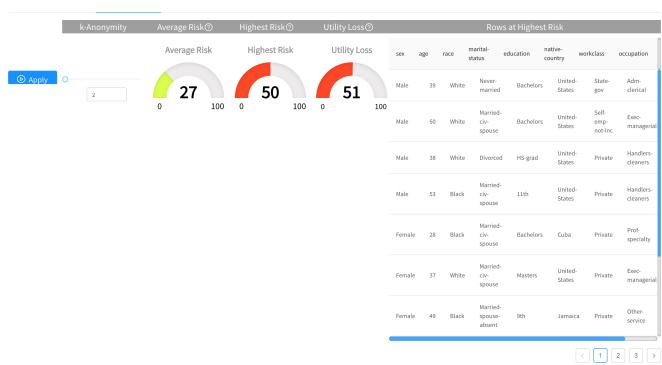 k-Anonymity Average Risk Highest Risk Utility Loss Rows at Highest Risk
Apply
2
Average Risk
27
0 100
Highest Risk
50
0 100
Utility Loss
51
0 100
sex age race marital-status education native-country workclass occupation
Male 39 White Never-married Bachelors United-States State-gov Adm-clerical
Male 50 White Married-civ-spouse Bachelors United-States Self-emp-not-inc Exec-managerial
Male 38 White Divorced HS-grad United-States Private Handlers-cleaners
Male 53 Black Married-civ-spouse 11th United-States Private Handlers-cleaners
Female 28 Black Married-civ-spouse Bachelors Cuba Private Prof-specialty
Female 37 White Married-civ-spouse Masters United-States Private Exec-managerial
Female 49 Black Married-spouse-absent 9th Jamaica Private Other-service
< 1 2 3 >